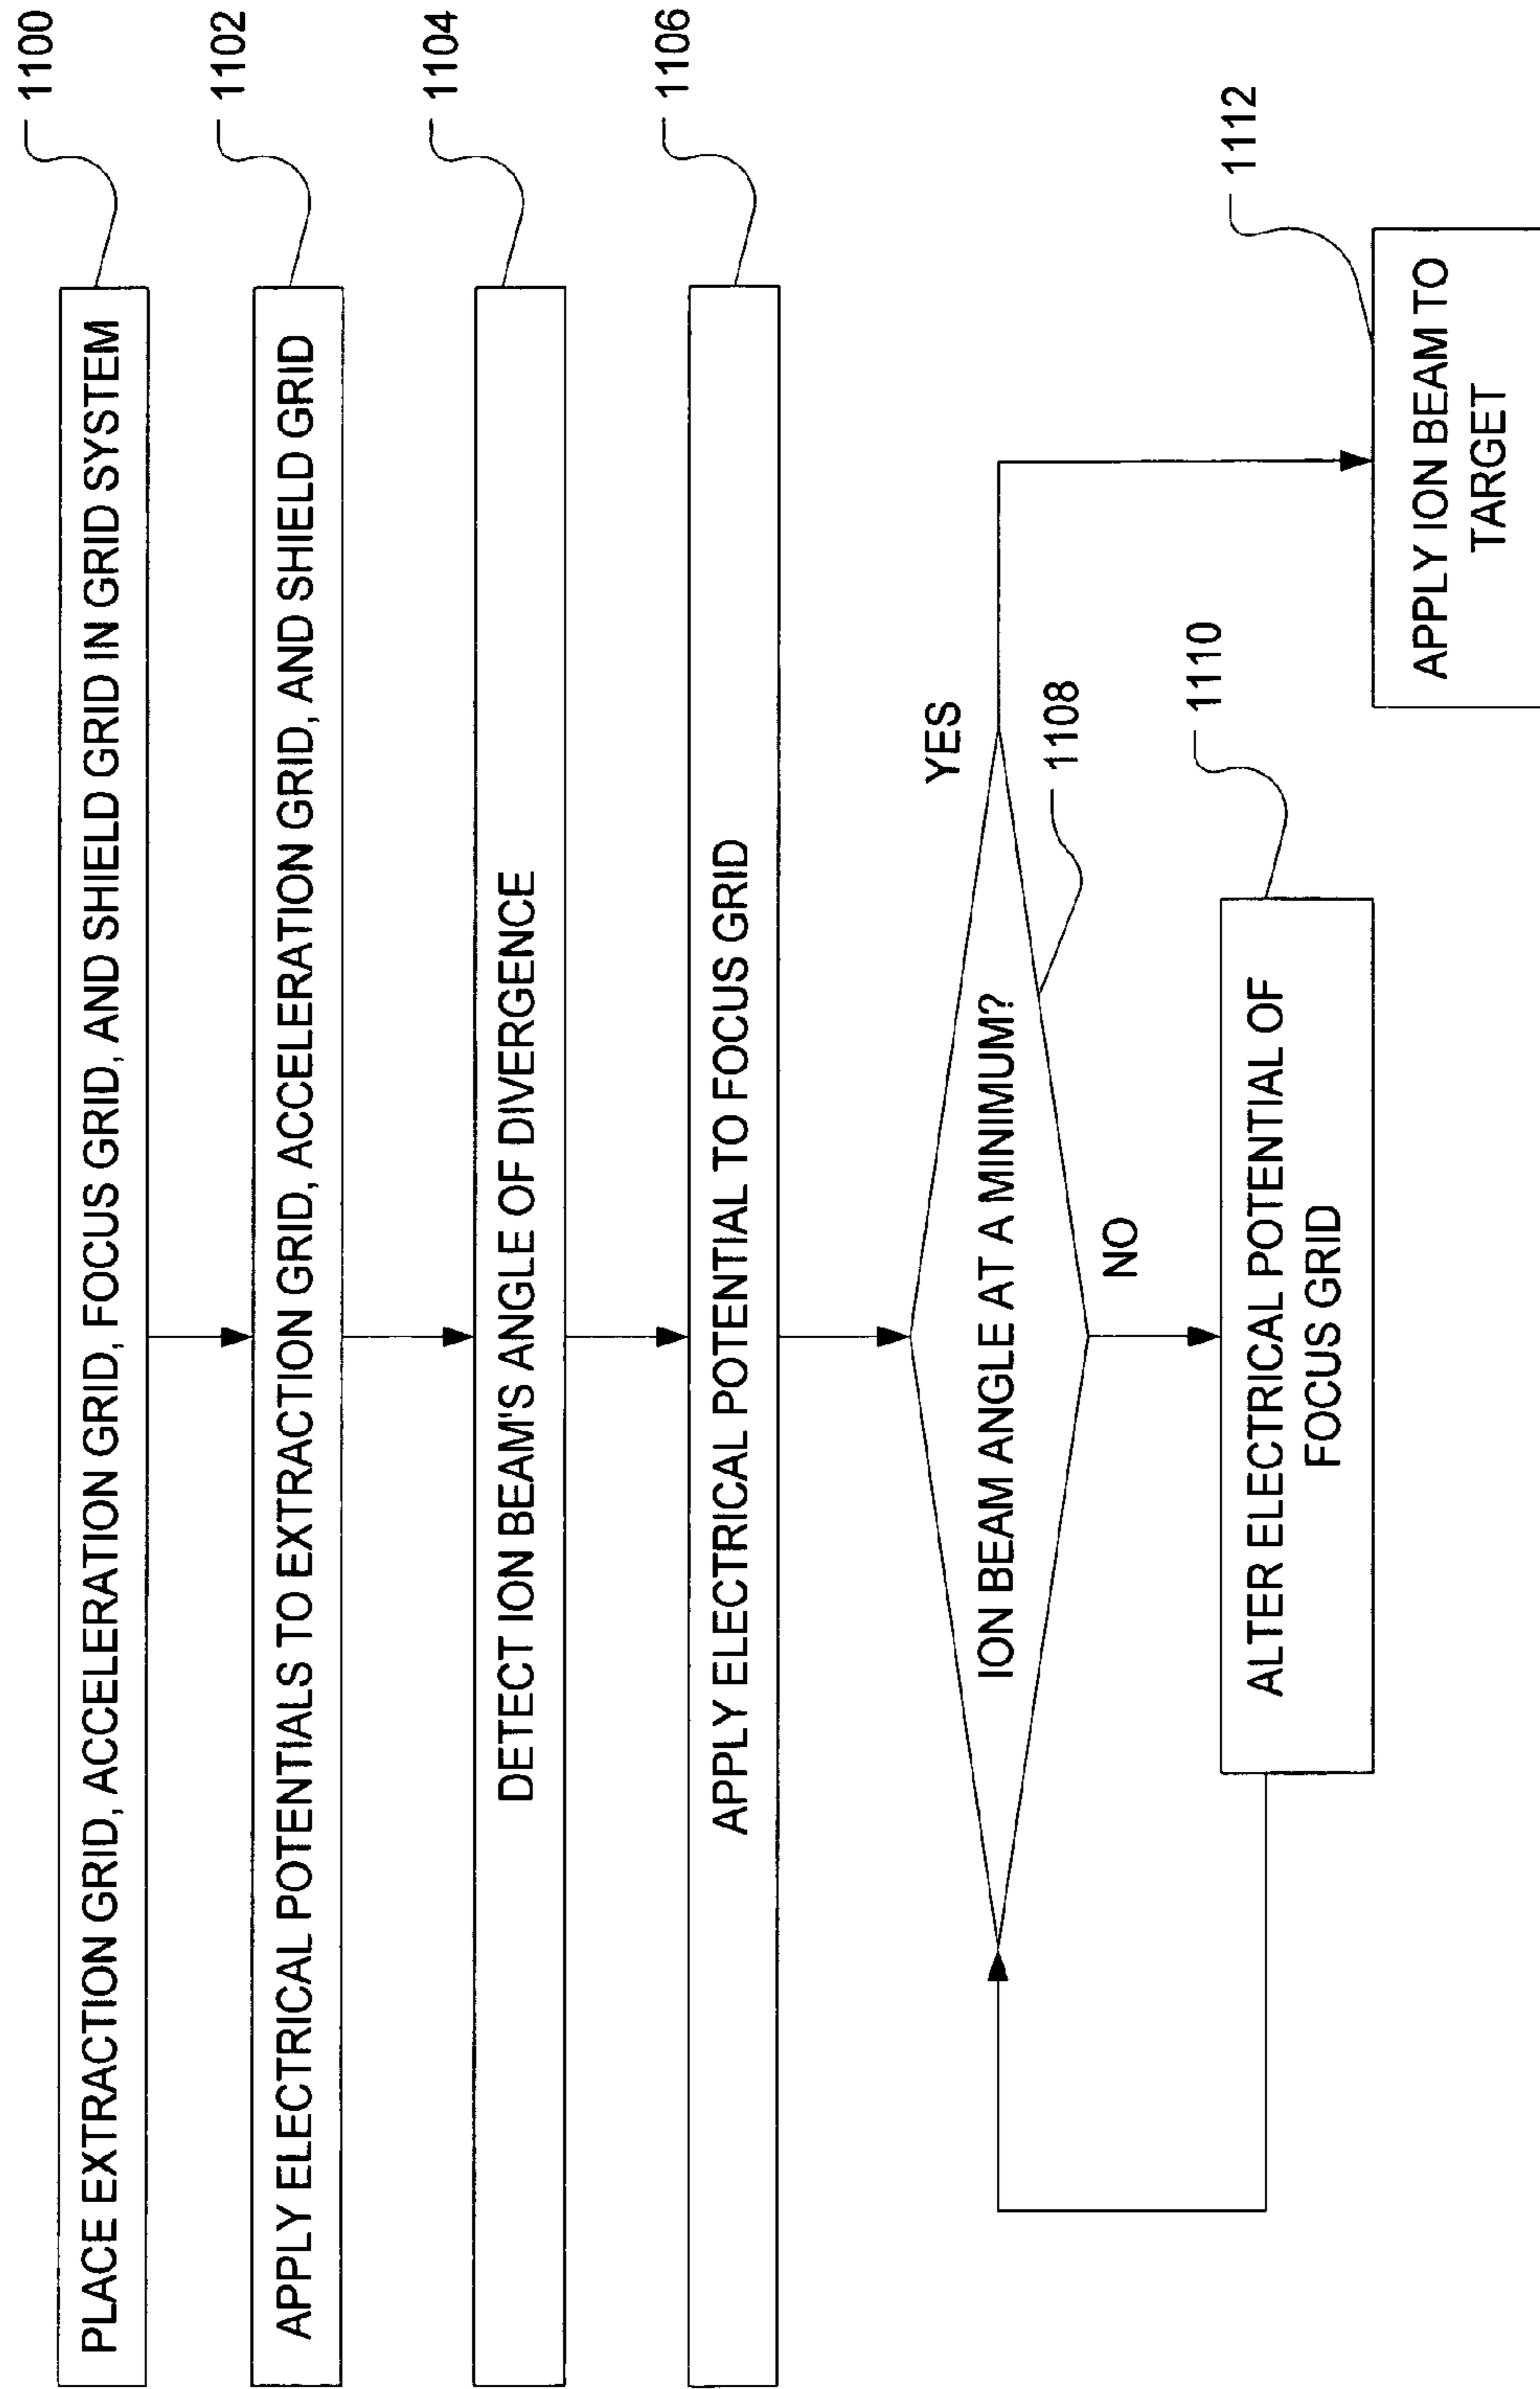 1100
PLACE EXTRACTION GRID, ACCELERATION GRID, FOCUS GRID, AND SHIELD GRID IN GRID SYSTEM
1102
APPLY ELECTRICAL POTENTIALS TO EXTRACTION GRID, ACCELERATION GRID, AND SHIELD GRID
1104
DETECT ION BEAM'S ANGLE OF DIVERGENCE
1106
APPLY ELECTRICAL POTENTIAL TO FOCUS GRID
YES
ION BEAM ANGLE AT A MINIMUM?
1108
NO
1110
ALTER ELECTRICAL POTENTIAL OF
FOCUS GRID
1112
APPLY ION BEAM TO
TARGET